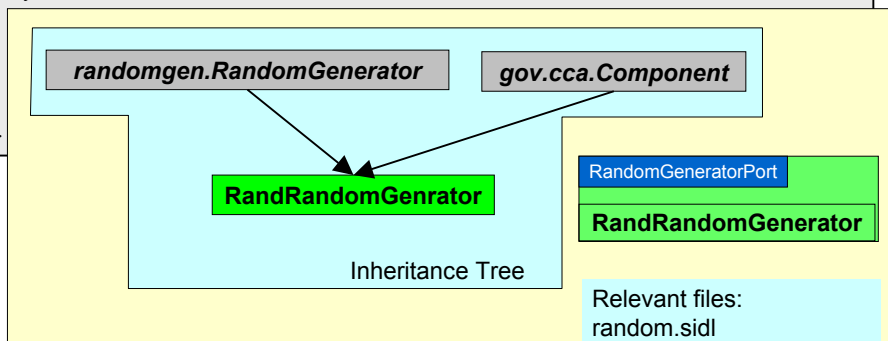 randomgen.RandomGenerator
gov.cca.Component
RandomGeneratorPort
RandRandomGenrator
RandRandomGenerator
Inheritance Tree
Relevant files:
random.sidl